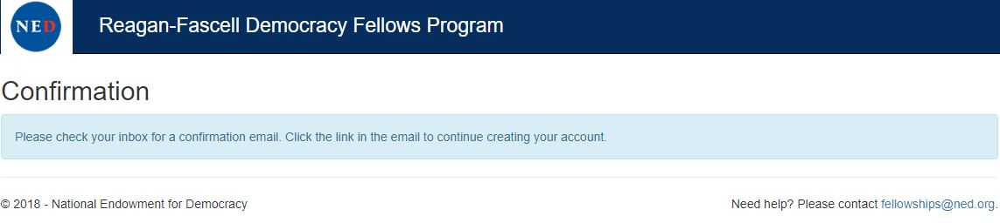 NED
Reagan-Fascell Democracy Fellows Program
Confirmation
Please check your inbox for a confirmation email. Click the link in the email to continue creating your account.
© 2018 - National Endowment for Democracy
Need help? Please contact fellowships@ned.org.